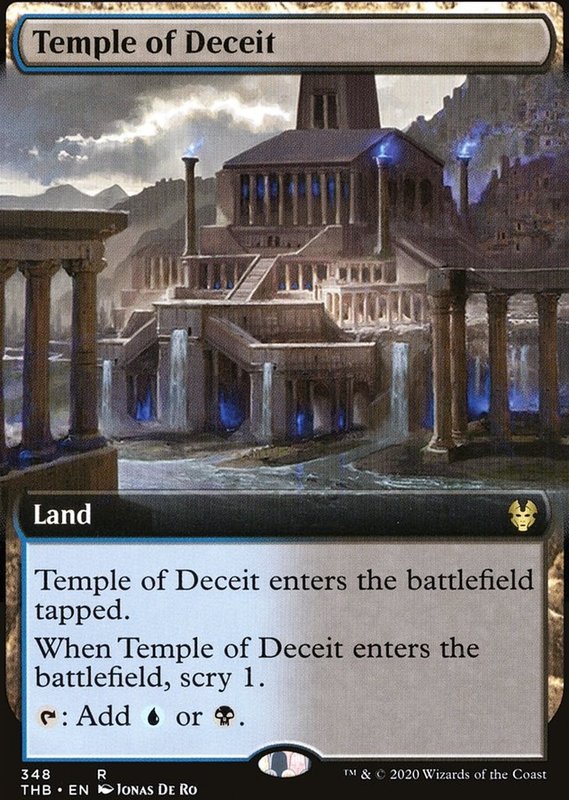 Temple of Deceit
Land
Temple of Deceit enters the battlefield
tapped.
When Temple of Deceit enters the
battlefield, scry 1.
: Add or .
348 R
THB • EN Jonas De Ro
™ & © 2020 Wizards of the Coast